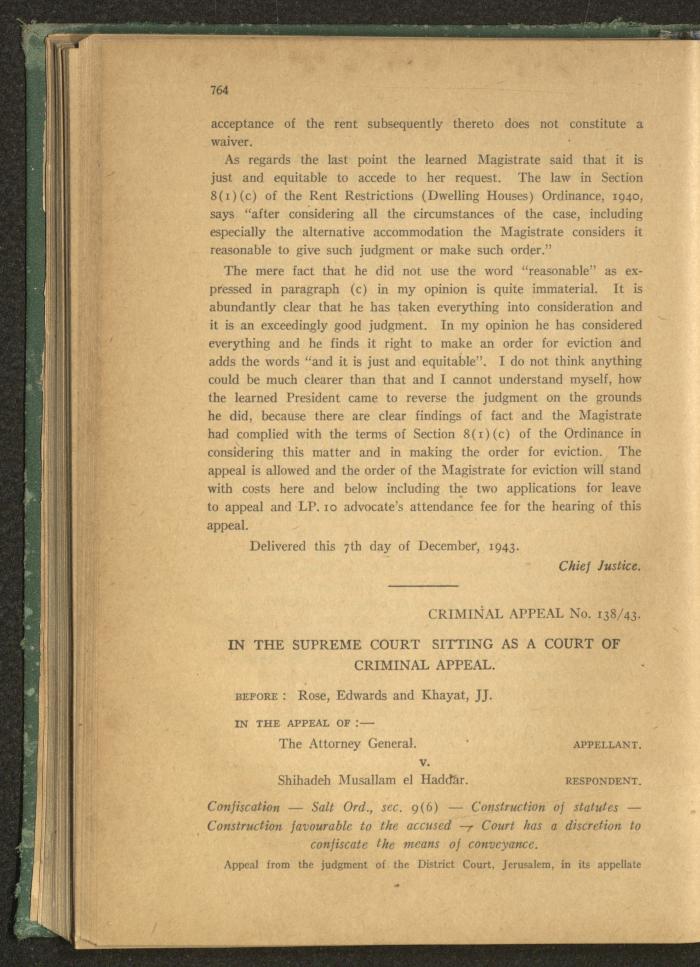 764
acceptance of the rent subsequently thereto does not constitute a
waiver.
As regards the last point the learned Magistrate said that it is
just and equitable to accede to her request. The law in Section
8(1)(c) of the Rent Restrictions (Dwelling Houses) Ordinance, 1940,
says “after considering all the circumstances of the case, including
especially the alternative accommodation the Magistrate considers it
reasonable to give such judgment or make such order.”
The mere fact that he did not use the word “reasonable” as ex-
pressed in paragraph (c) in my opinion is quite immaterial. It is
abundantly clear that he has taken everything into consideration and
it is an exceedingly good judgment. In my opinion he has considered
everything and he finds it right to make an order for eviction and
adds the words “and it is just and equitable”. I do not think anything
could be much clearer than that and I cannot understand myself, how
the learned President came to reverse the judgment on the grounds
he did, because there are clear findings of fact and the Magistrate
had complied with the terms of Section 8(1)(c) of the Ordinance in
considering this matter and in making the order for eviction. The
appeal is allowed and the order of the Magistrate for eviction will stand
with costs here and below including the two applications for leave
to appeal and LP. 10 advocate's attendance fee for the hearing of this
appeal.
Delivered this 7th day of December, 1943.
Chief Justice.
CRIMINAL APPEAL No. 138/43.
IN THE SUPREME COURT SITTING AS A COURT OF
CRIMINAL APPEAL.
BEFORE : Rose, Edwards and Khayat, JJ.
IN THE APPEAL OF :—
The Attorney General. APPELLANT.
v.
Shihadeh Musallam el Haddar. RESPONDENT.
Confiscation — Salt Ord., sec. 9(6) — Construction of statutes —
Construction favourable to the accused — Court has a discretion to
confiscate the means of conveyance.
Appeal from the judgment of the District Court, Jerusalem, in its appellate